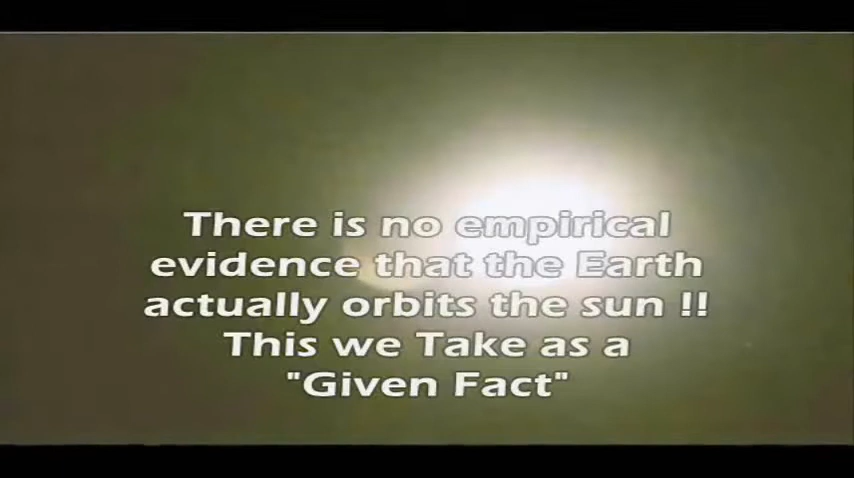 There is no empirical
evidence that the Earth
actually orbits the sun !!
This we Take as a
"Given Fact"